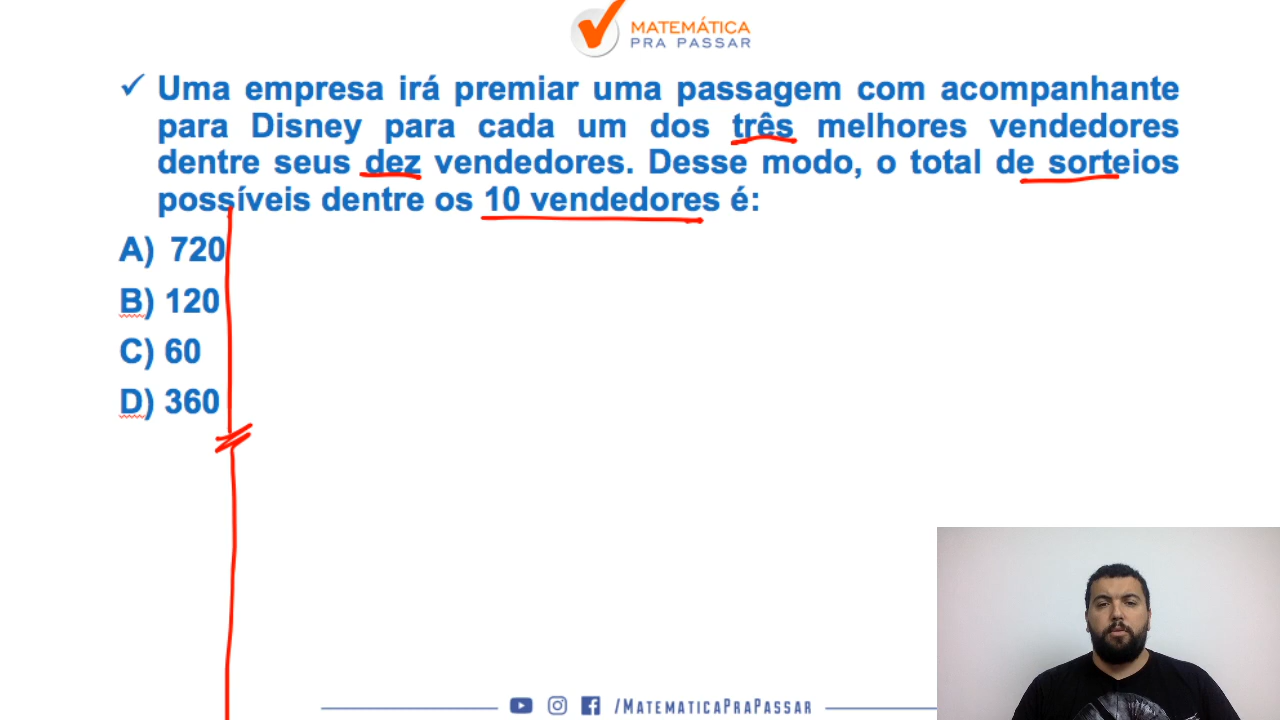 MATEMÁTICA
PRA PASSAR
Uma empresa irá premiar uma passagem com acompanhante
para Disney para cada um dos três melhores vendedores
dentre seus dez vendedores. Desse modo, o total de sorteios
possíveis dentre os 10 vendedores é:
A) 720
B) 120
C) 60
D) 360
/MATEMATICAPRAPASSAR